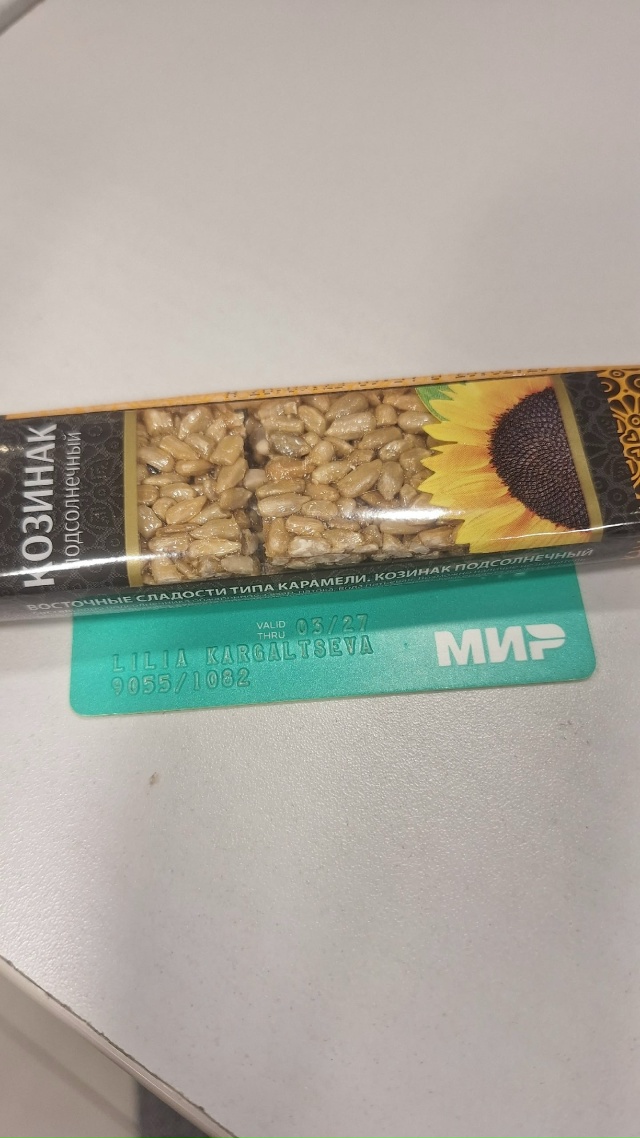 КОЗИНАК
подсолнечный
ВОСТОЧНЫЕ СЛАДОСТИ ТИПА КАРАМЕЛИ. КОЗИНАК ПОДСОЛНЕЧНЫЙ
VALID
THRU 03/27
LILIA KARGALTSEVA
9055/1082
МИР